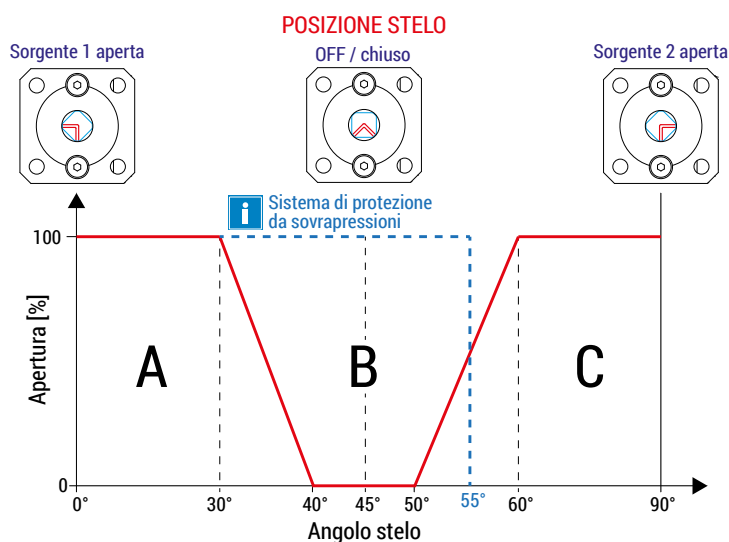 POSIZIONE STELO
Sorgente 1 aperta
OFF / chiuso
Sorgente 2 aperta
i
Sistema di protezione
da sovrapressioni
100
Apertura [%]
A
B
C
0
0°
30°
40°
45°
50°
55°
60°
90°
Angolo stelo